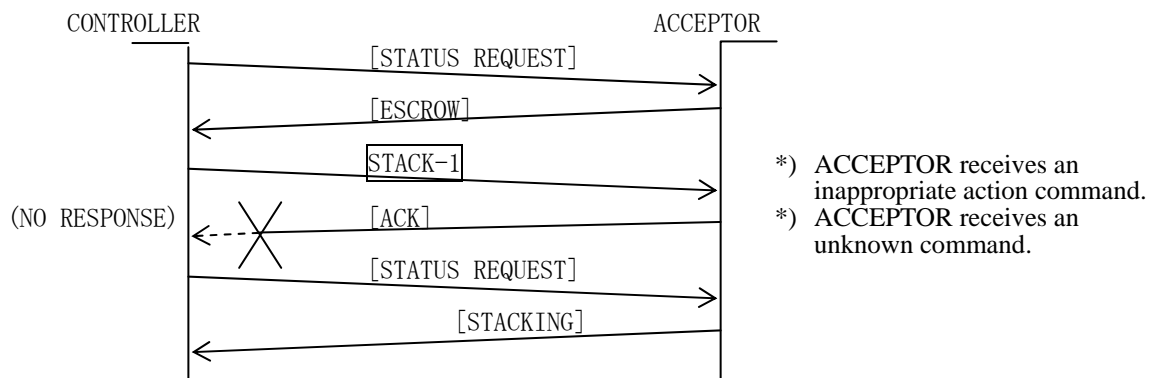 CONTROLLER ACCEPTOR
[STATUS REQUEST]
[ESCROW]
STACK-1
*) ACCEPTOR receives an
inappropriate action command.
(NO RESPONSE) [ACK]
*) ACCEPTOR receives an
unknown command.
[STATUS REQUEST]
[STACKING]